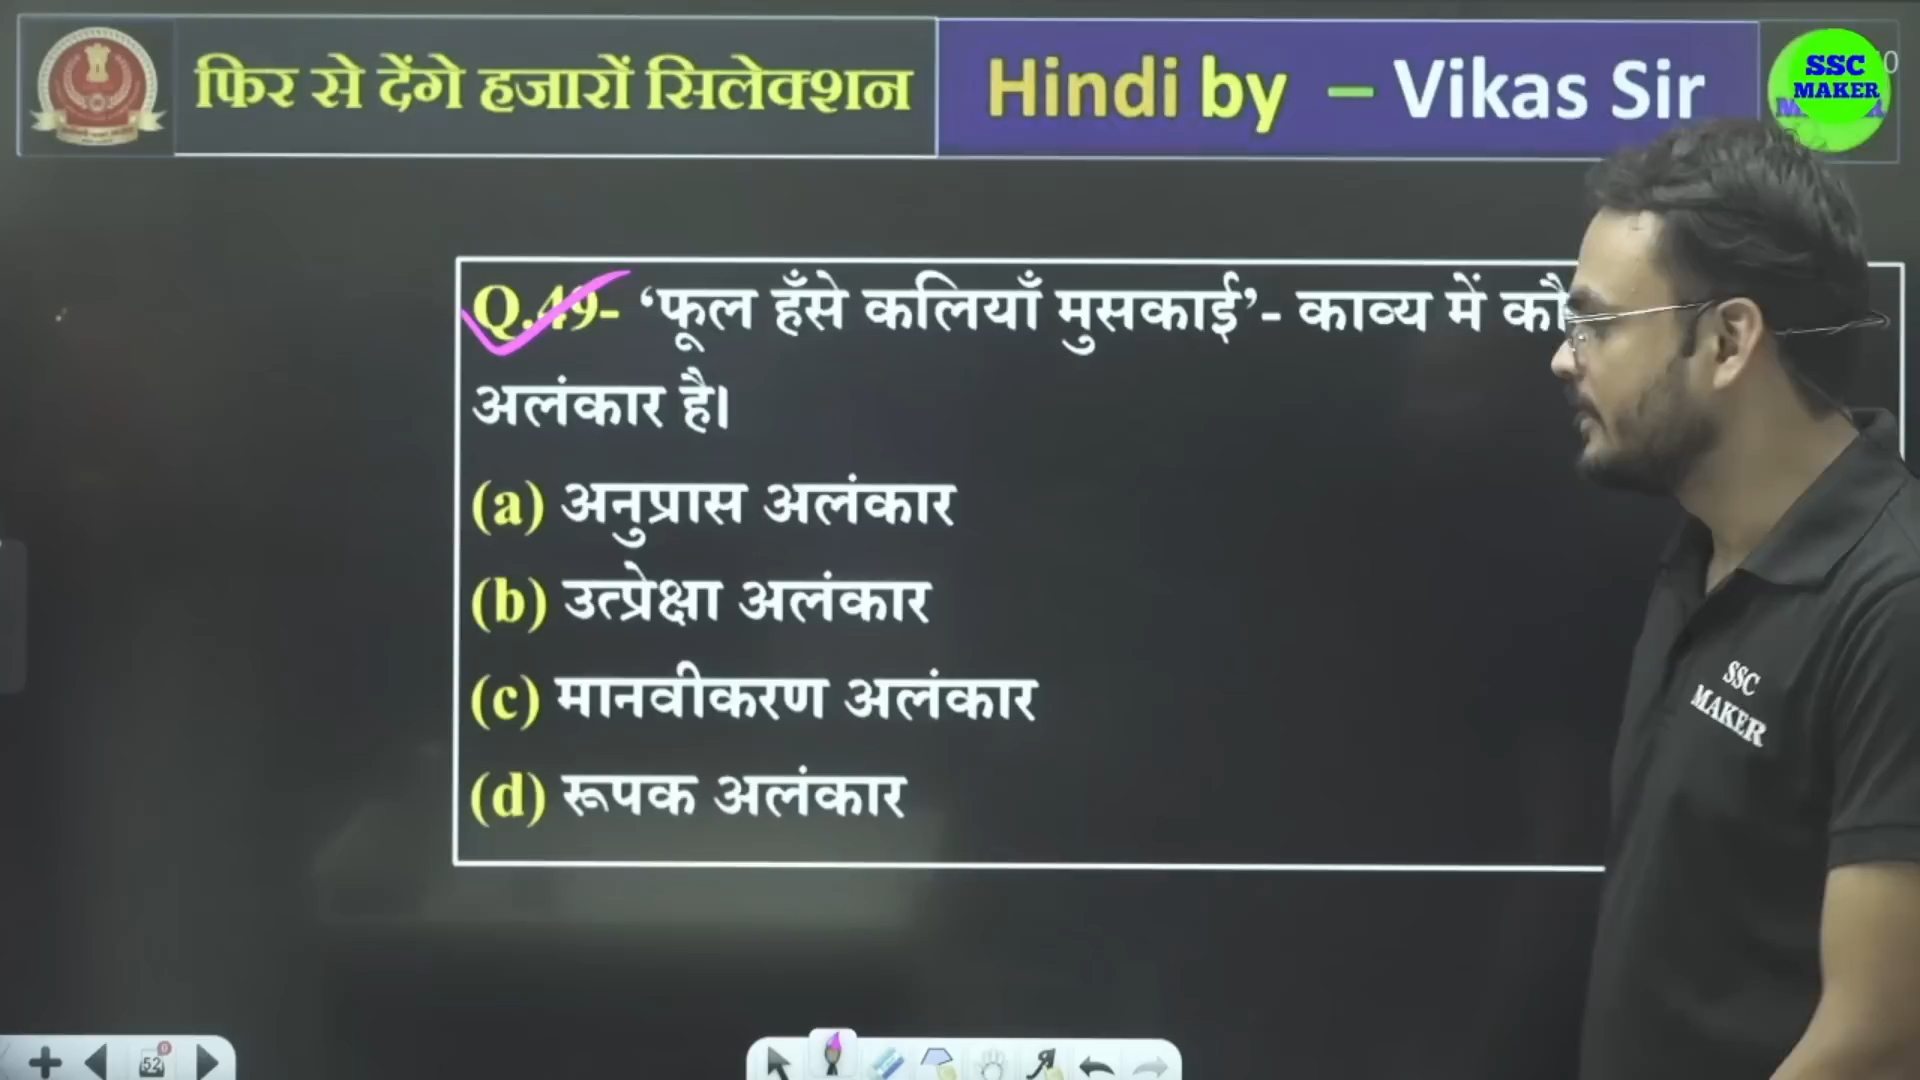 फिर से देंगे हजारों सिलेक्शन
Hindi by – Vikas Sir
SSC
MAKER
Q.49- ‘फूल हँसे कलियाँ मुसकाई’- काव्य में
अलंकार है।
(a) अनुप्रास अलंकार
(b) उत्प्रेक्षा अलंकार
(c) मानवीकरण अलंकार
(d) रूपक अलंकार
SSC
MAKER
52